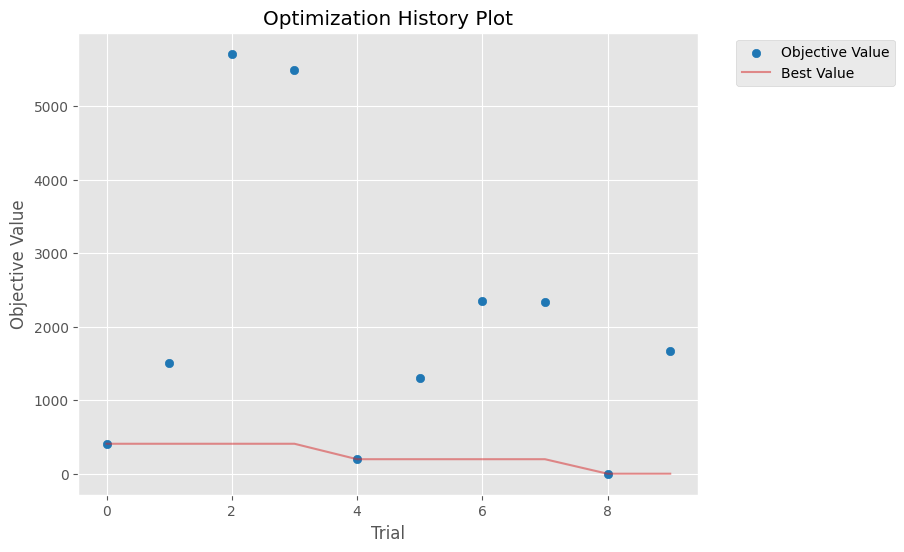 Optimization History Plot
Objective Value
Best Value
Objective Value
5000
4000
3000
2000
1000
0
0 2 4 6 8
Trial